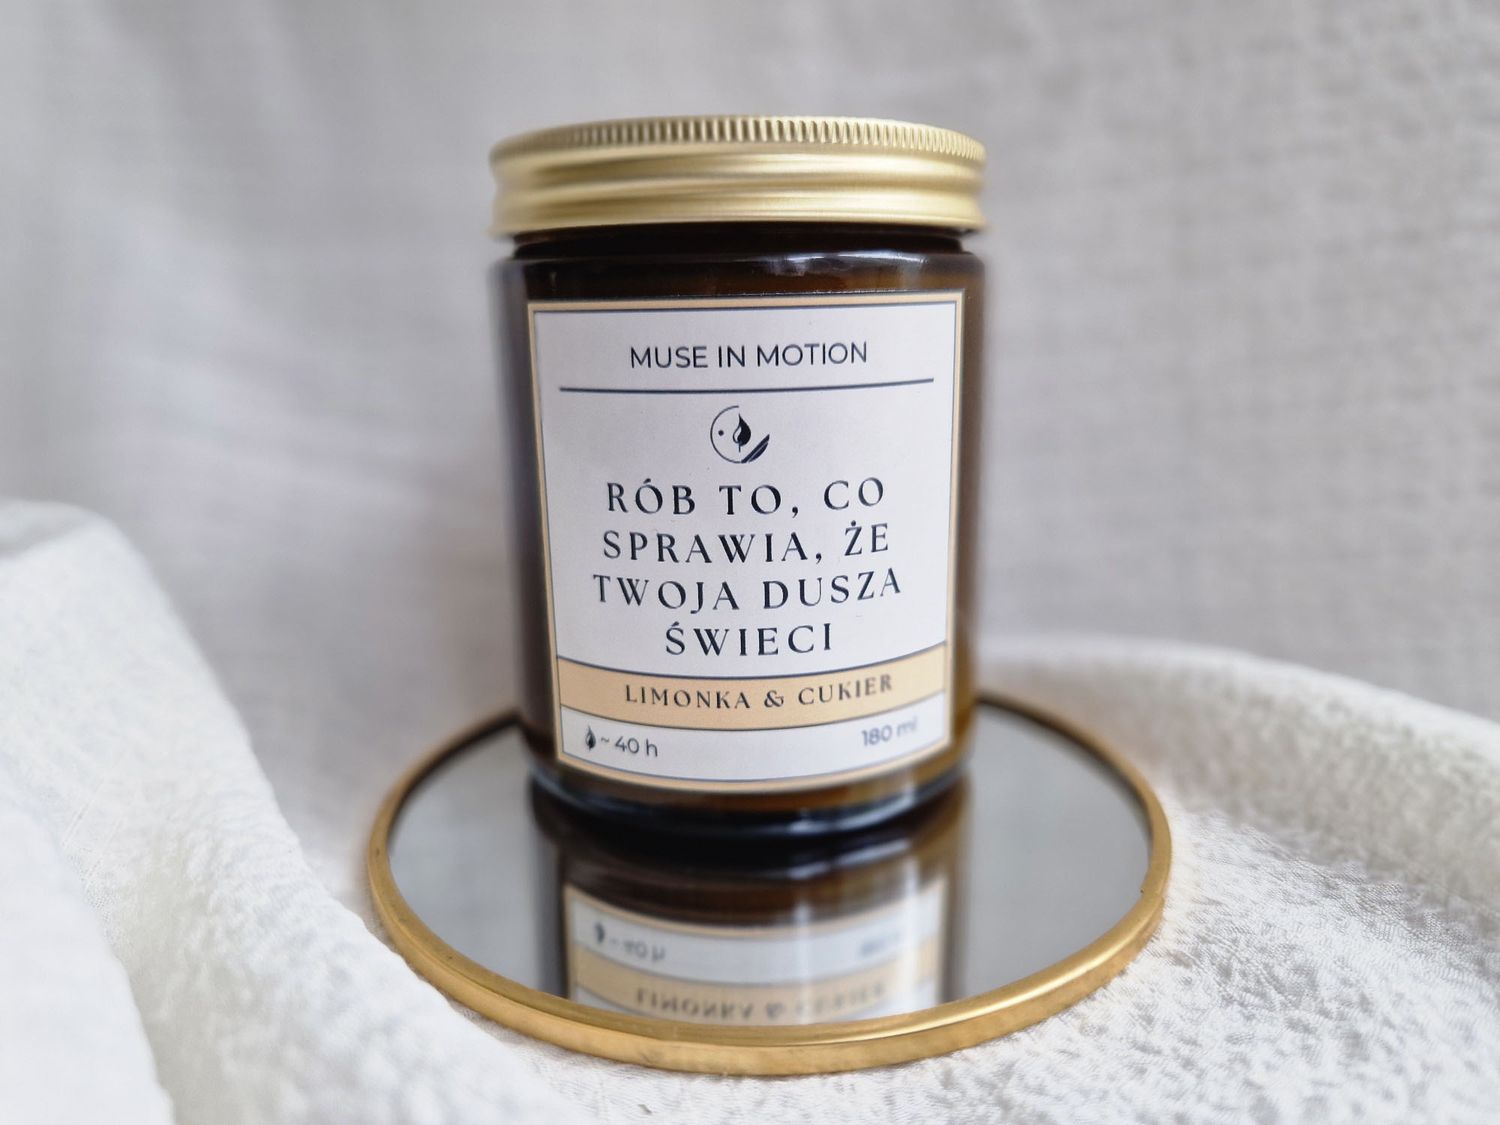 MUSE IN MOTION
RÓB TO, CO
SPRAWIA, ŻE
TWOJA DUSZA
ŚWIECI
LIMONKA & CUKIER
~ 40 h
180 ml